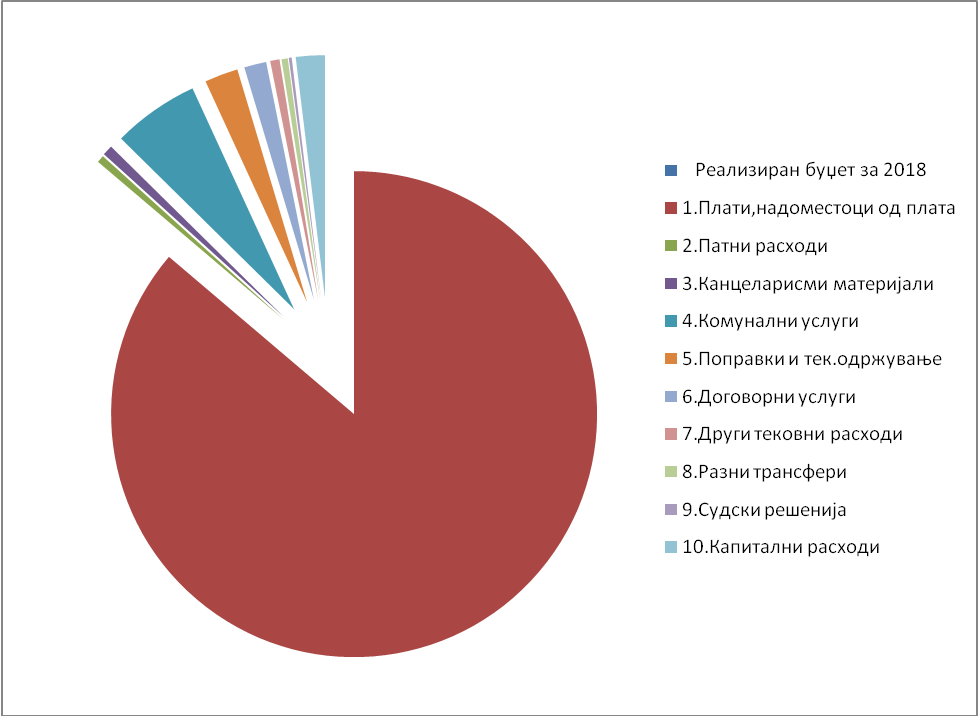 Реализиран буџет за 2018
1.Плати,надоместоци од плата
2.Патни расходи
3.Канцеларисми материјали
4.Комунални услуги
5.Поправки и тек.одржување
6.Договорни услуги
7.Други тековни расходи
8.Разни трансфери
9.Судски решенија
10.Капитални расходи